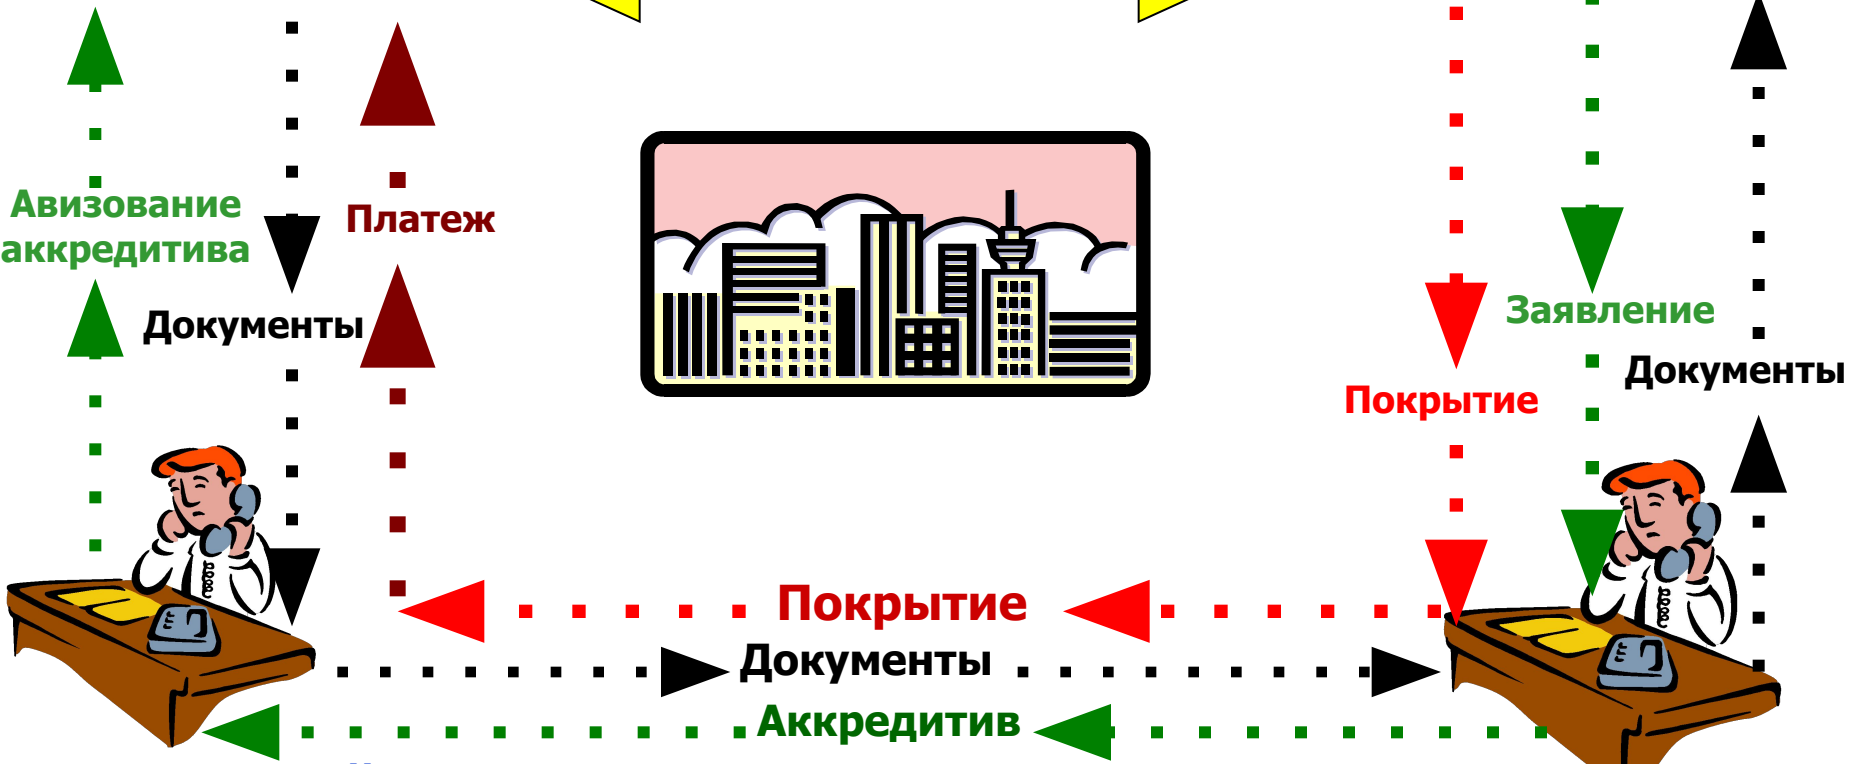 Авизование
аккредитива
Платеж
Документы
Заявление
Документы
Покрытие
Покрытие
Документы
Аккредитив